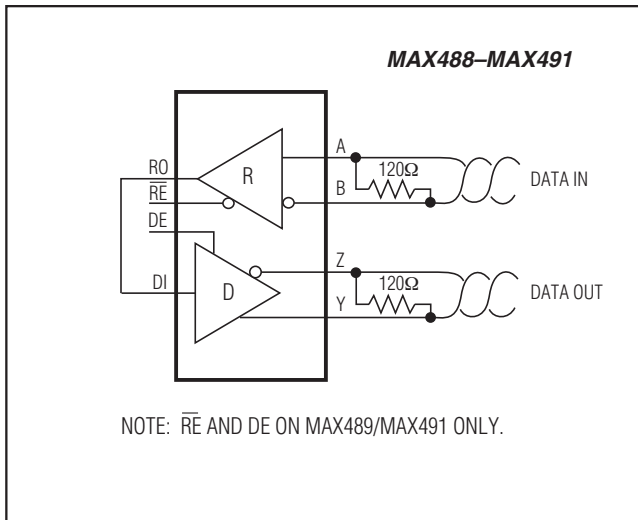 MAX488–MAX491
A
RO
R
120Ω
RE
B
DATA IN
DE
Z
DI
D
120Ω
DATA OUT
Y
NOTE: RE AND DE ON MAX489/MAX491 ONLY.